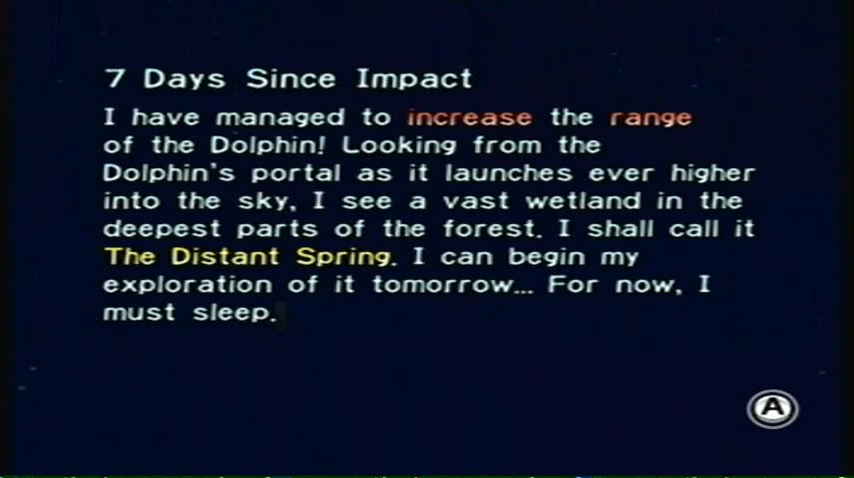 7 Days Since Impact
I have managed to increase the range
of the Dolphin! Looking from the
Dolphin's portal as it launches ever higher
into the sky, I see a vast wetland in the
deepest parts of the forest. I shall call it
The Distant Spring. I can begin my
exploration of it tomorrow... For now, I
must sleep.
A